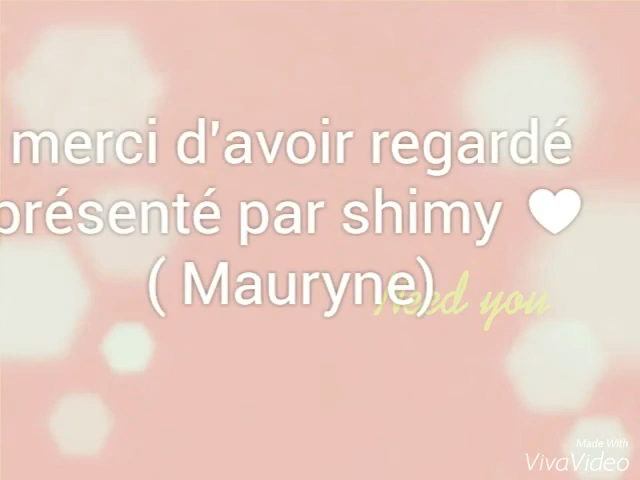 merci d'avoir regardé
présenté par shimy ♥
( Mauryne)
Need you
Made With
VivaVideo